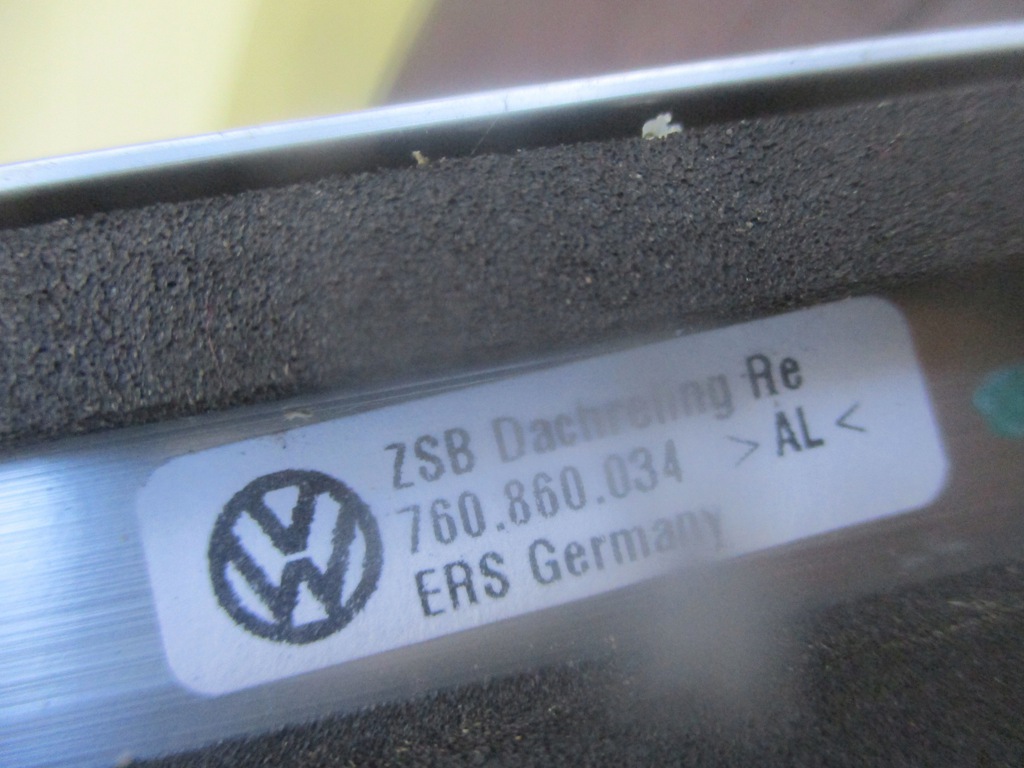 ZSB Dachreling Re
760.860.034 > AL <
ERS Germany